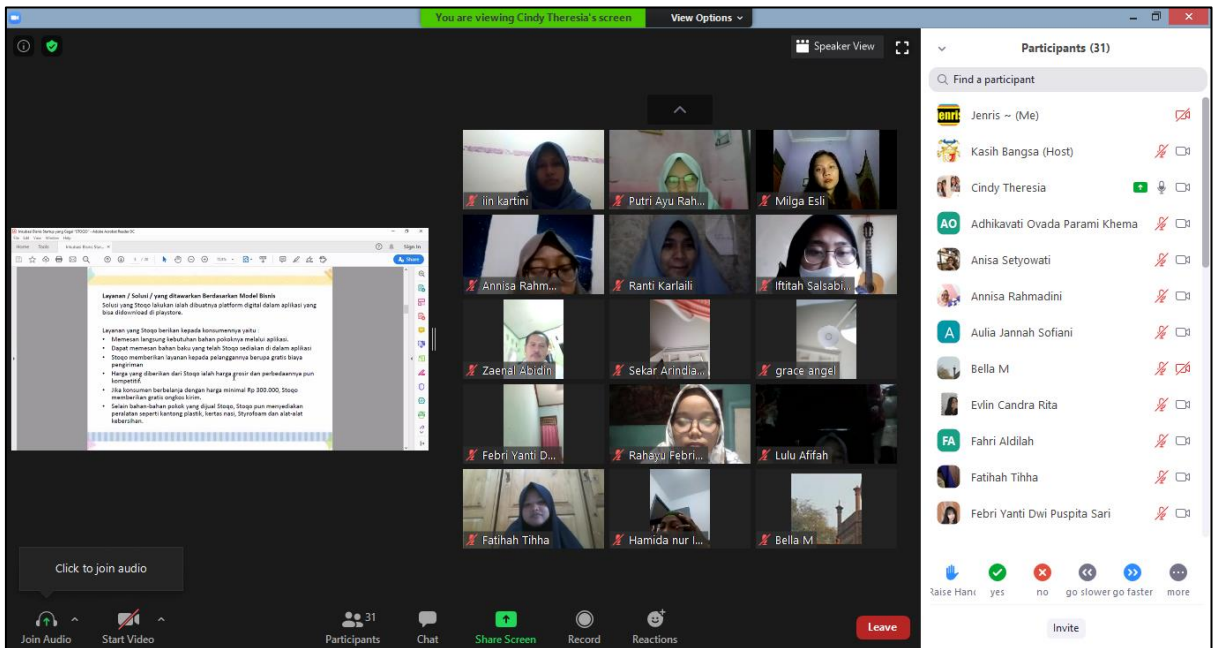 You are viewing Cindy Theresia's screen
View Options
Speaker View
iin kartini
Putri Ayu Rah...
Milga Esli
Annisa Rahm...
Ranti Karlaili
Iftitah Salsabi...
Zaenal Abidin
Sekar Arindia...
grace angel
Febri Yanti D...
Rahayu Febri...
Lulu Afifah
Fatihah Tihha
Hamida nur I...
Bella M
Home Tools
Sign In
Share
Layanan / Solusi / yang ditawarkan Berdasarkan Model Bisnis
Solusi yang Stoqo lakukan ialah dibuatnya platform digital dalam aplikasi yang
bisa didownload di playstore.
Layanan yang Stoqo berikan kepada konsumennya yaitu :
• Memesan langsung kebutuhan bahan pokoknya melalui aplikasi.
• Dapat memesan bahan baku yang telah Stoqo sediakan di dalam aplikasi
• Stoqo memberikan layanan kepada pelanggannya berupa gratis biaya
pengiriman
• Harga yang diberikan dari Stoqo ialah harga grosir dan perbedaannya pun
kompetitif.
• Jika konsumen berbelanja dengan harga minimal Rp 300.000, Stoqo
memberikan gratis ongkos kirim.
• Selain bahan-bahan pokok yang dijual Stoqo, Stoqo pun menyediakan
peralatan seperti kantong plastik, kertas nasi, Styrofoam dan alat-alat
kebersihan.
Click to join audio
Join Audio
Start Video
31
Participants
Chat
Share Screen
Record
Reactions
Leave
Participants (31)
Find a participant
enri
Jenris ~ (Me)
Kasih Bangsa (Host)
Cindy Theresia
AO Adhikavati Ovada Parami Khema
Anisa Setyowati
Annisa Rahmadini
A Aulia Jannah Sofiani
Bella M
Evlin Candra Rita
FA Fahri Aldilah
Fatihah Tihha
Febri Yanti Dwi Puspita Sari
Raise Hand
yes
no
go slower
go faster
more
Invite